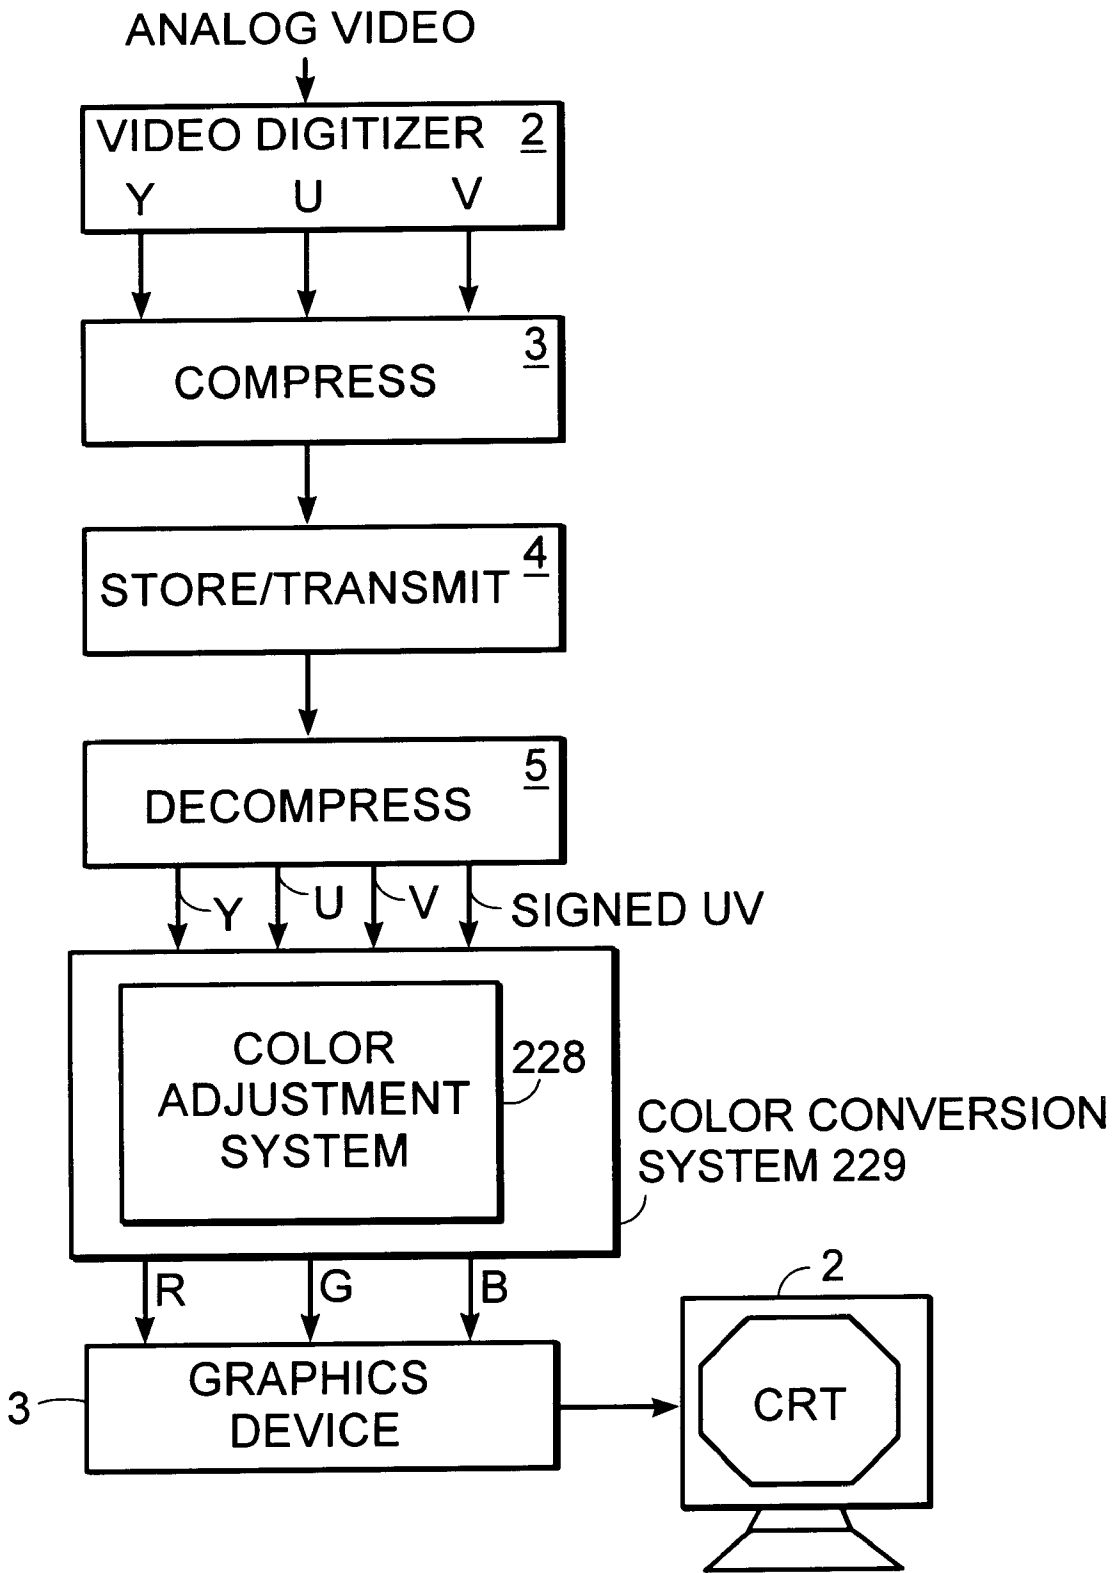 ANALOG VIDEO
VIDEO DIGITIZER 2
Y U V
COMPRESS 3
STORE/TRANSMIT 4
DECOMPRESS 5
Y U V SIGNED UV
COLOR
ADJUSTMENT
SYSTEM
228
COLOR CONVERSION
SYSTEM 229
R G B
GRAPHICS
DEVICE
3
2
CRT